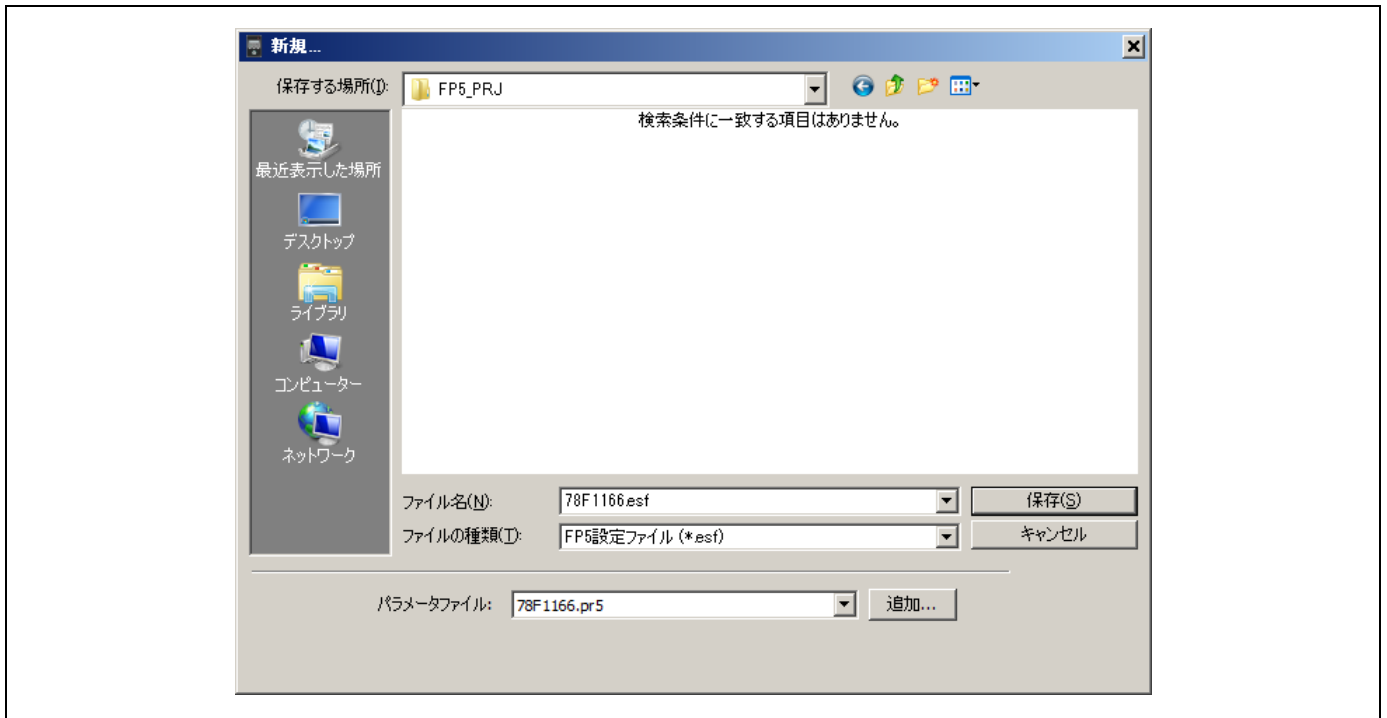 新規...
保存する場所(I):
FP5_PRJ
検索条件に一致する項目はありません。
最近表示した場所
デスクトップ
ライブラリ
コンピューター
ネットワーク
ファイル名(N):
78F1166.esf
保存(S)
ファイルの種類(T):
FP5設定ファイル (*.esf)
キャンセル
パラメータファイル:
78F1166.pr5
追加...